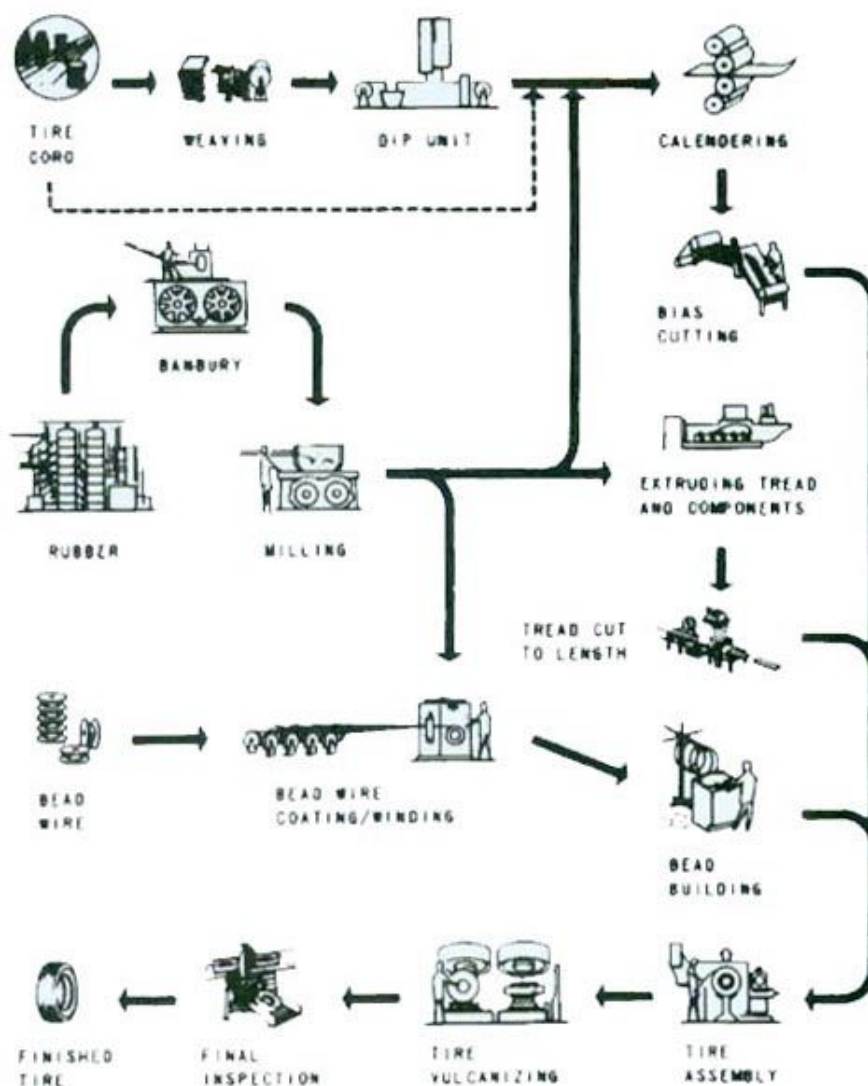 TIRE
CORD
WEAVING
DIP UNIT
CALENDERING
BIAS
CUTTING
BANBURY
RUBBER
MILLING
EXTRUDING TREAD
AND COMPONENTS
TREAD CUT
TO LENGTH
BEAD
WIRE
BEAD WIRE
COATING/WINDING
BEAD
BUILDING
FINISHED
TIRE
FINAL
INSPECTION
TIRE
VULCANIZING
TIRE
ASSEMBLY